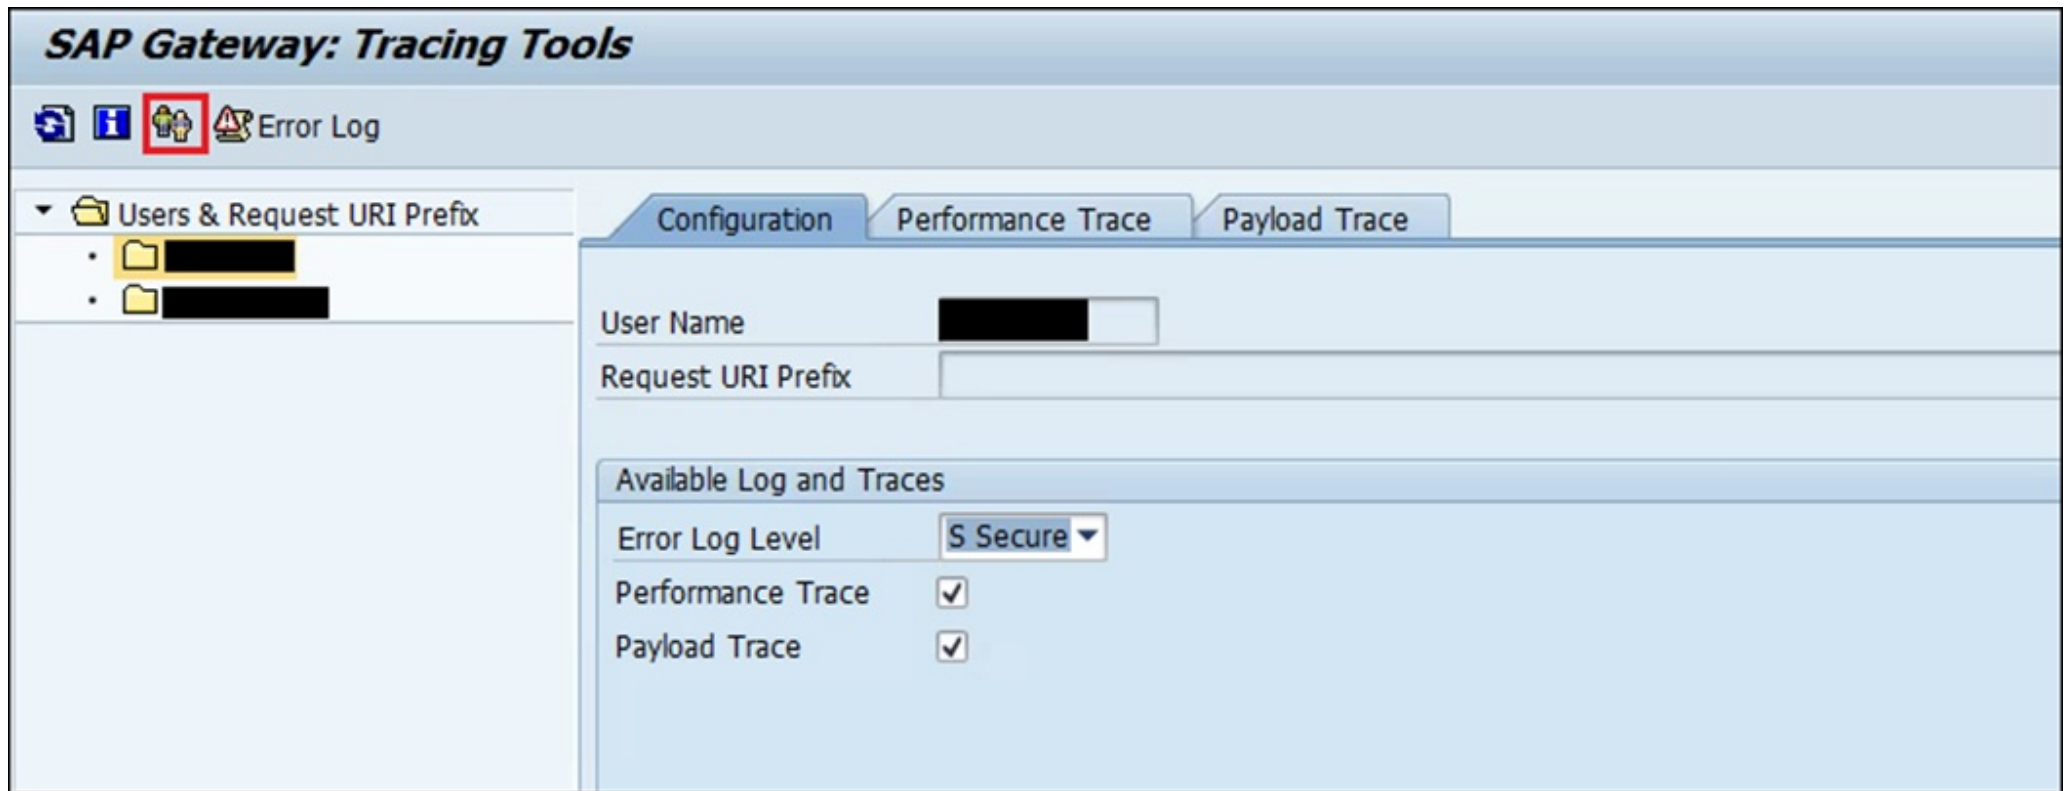 SAP Gateway: Tracing Tools
Error Log
Users & Request URI Prefix
Configuration Performance Trace Payload Trace
User Name
Request URI Prefix
Available Log and Traces
Error Log Level S Secure
Performance Trace
Payload Trace